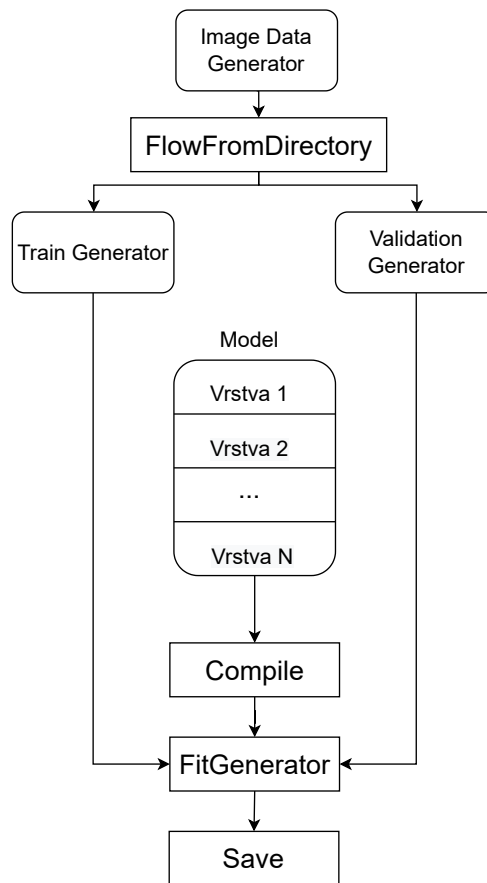 Image Data
Generator
FlowFromDirectory
Train Generator
Validation
Generator
Model
Vrstva 1
Vrstva 2
...
Vrstva N
Compile
FitGenerator
Save